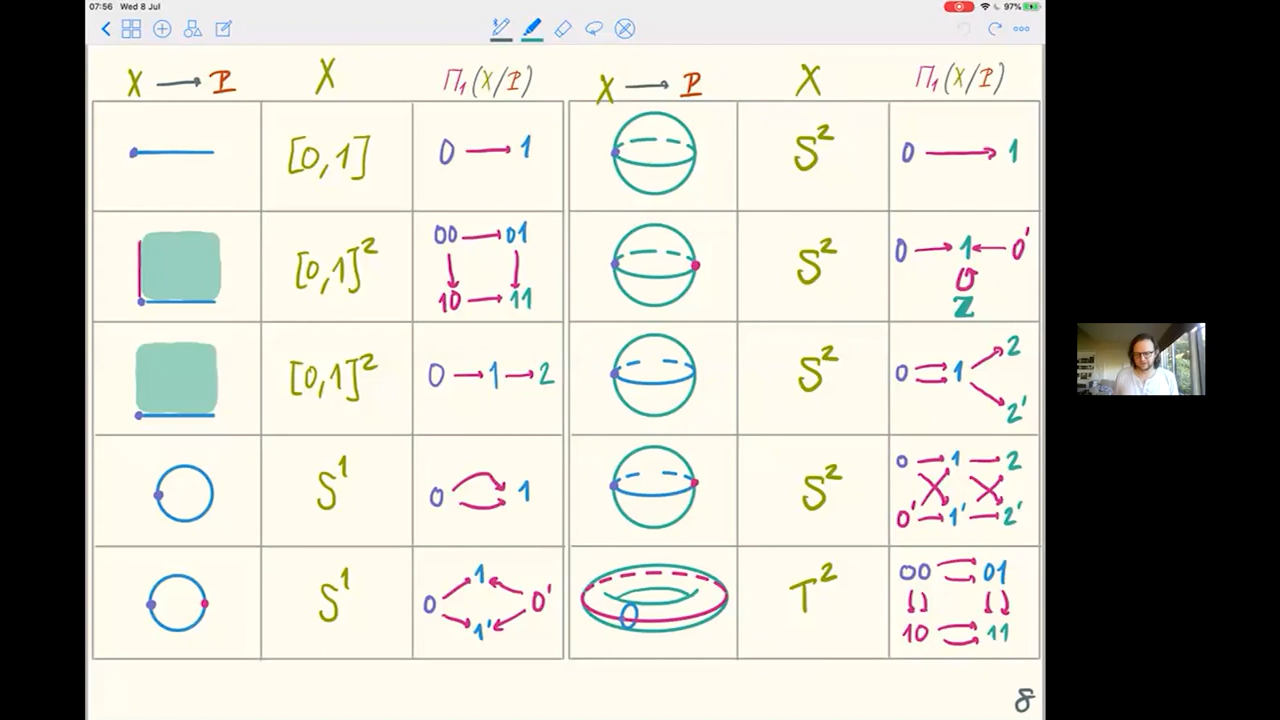 07:56 Wed 8 Jul
97%
X → P X Π₁(X/P) X → P X Π₁(X/P)
[0,1] 0 → 1
S² 0 → 1
[0,1]² 00 → 01
10 → 11
S² 0 → 1 ← 0'
ℤ
[0,1]² 0 → 1 → 2
S² 0 ⇉ 1 2
2'
S¹ 0 1
S² 0 → 1 → 2
0' → 1' → 2'
S¹ 0 1 0'
1'
T² 00 ⇉ 01
10 ⇉ 11
8